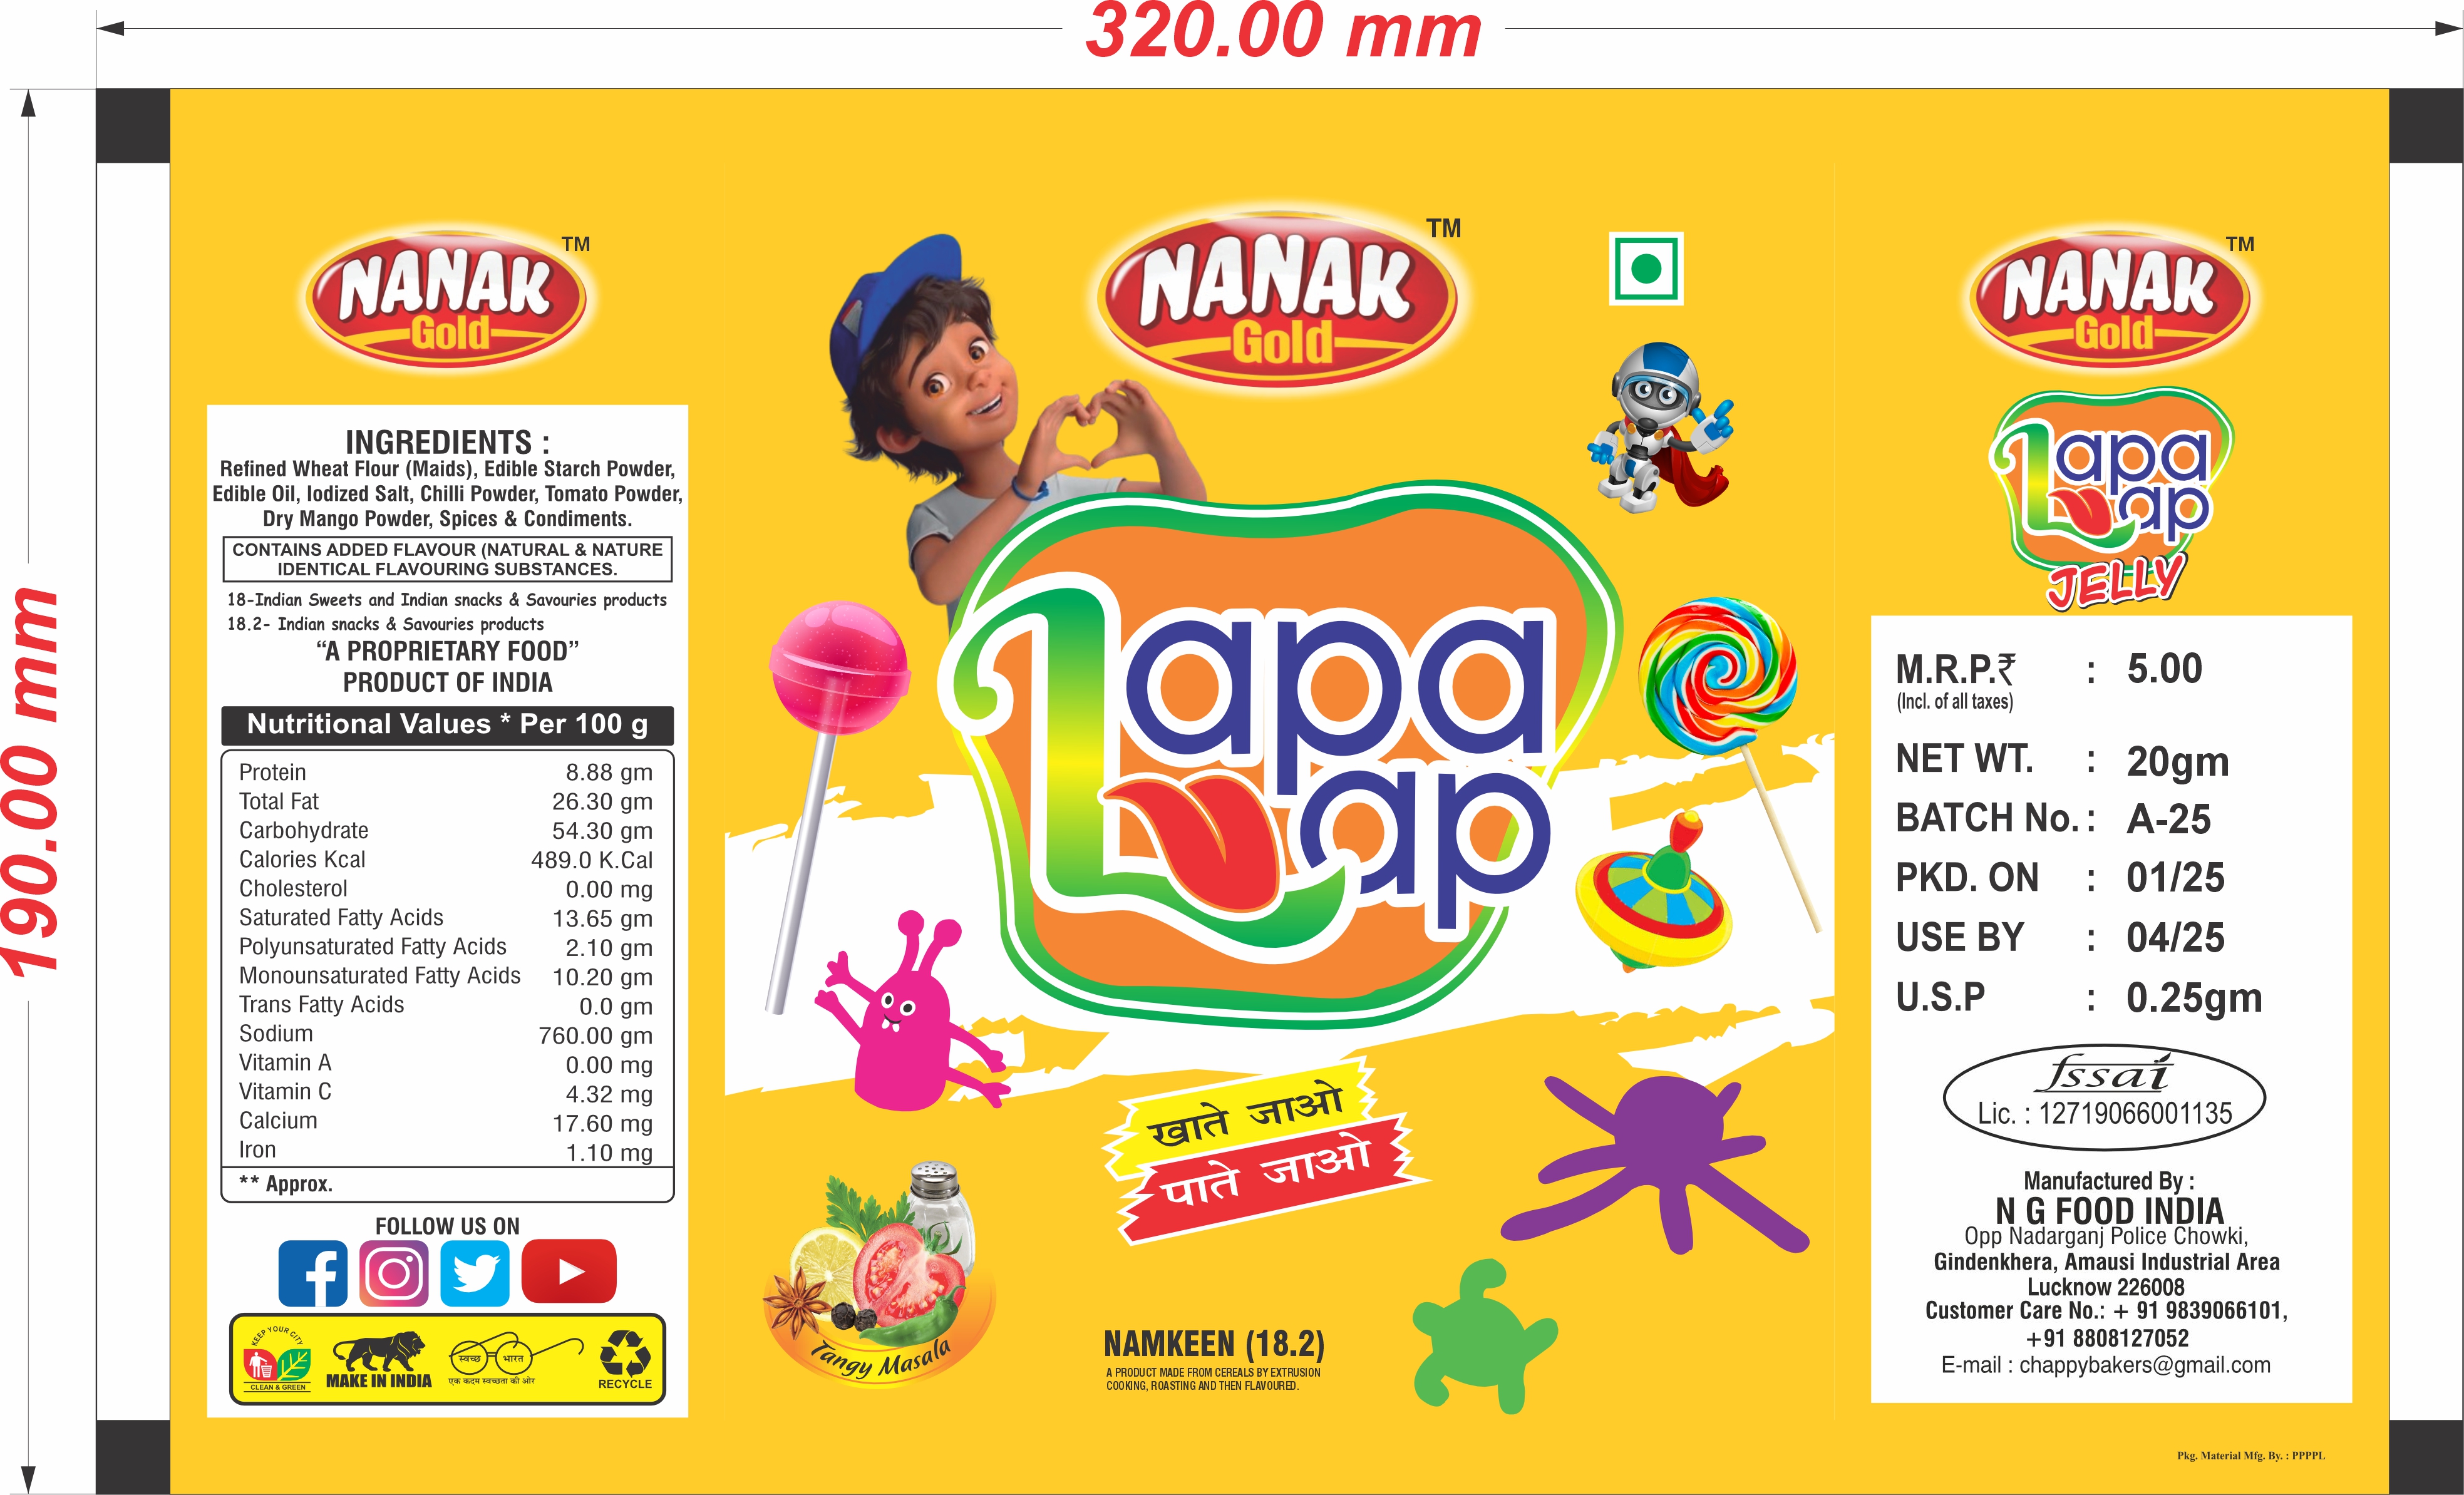 320.00 mm
190.00 mm
NANAK
Gold
TM
INGREDIENTS :
Refined Wheat Flour (Maids), Edible Starch Powder,
Edible Oil, Iodized Salt, Chilli Powder, Tomato Powder,
Dry Mango Powder, Spices & Condiments.
CONTAINS ADDED FLAVOUR (NATURAL & NATURE
IDENTICAL FLAVOURING SUBSTANCES.
18-Indian Sweets and Indian snacks & Savouries products
18.2- Indian snacks & Savouries products
“A PROPRIETARY FOOD”
PRODUCT OF INDIA
Nutritional Values * Per 100 g
Protein 8.88 gm
Total Fat 26.30 gm
Carbohydrate 54.30 gm
Calories Kcal 489.0 K.Cal
Cholesterol 0.00 mg
Saturated Fatty Acids 13.65 gm
Polyunsaturated Fatty Acids 2.10 gm
Monounsaturated Fatty Acids 10.20 gm
Trans Fatty Acids 0.0 gm
Sodium 760.00 gm
Vitamin A 0.00 mg
Vitamin C 4.32 mg
Calcium 17.60 mg
Iron 1.10 mg
** Approx.
FOLLOW US ON
KEEP YOUR CITY
CLEAN & GREEN
MAKE IN INDIA
स्वच्छ भारत
एक कदम स्वच्छता की ओर
RECYCLE
NANAK
Gold
TM
Lapa
Lap
खाते जाओ
पाते जाओ
Tangy Masala
NAMKEEN (18.2)
A PRODUCT MADE FROM CEREALS BY EXTRUSION
COOKING, ROASTING AND THEN FLAVOURED.
NANAK
Gold
TM
Lapa
Lap
JELLY
M.R.P.₹ : 5.00
(Incl. of all taxes)
NET WT. : 20gm
BATCH No. : A-25
PKD. ON : 01/25
USE BY : 04/25
U.S.P : 0.25gm
fssai
Lic. : 12719066001135
Manufactured By :
N G FOOD INDIA
Opp Nadarganj Police Chowki,
Gindenkhera, Amausi Industrial Area
Lucknow 226008
Customer Care No.: + 91 9839066101,
+91 8808127052
E-mail : chappybakers@gmail.com
Pkg. Material Mfg. By. : PPPPL